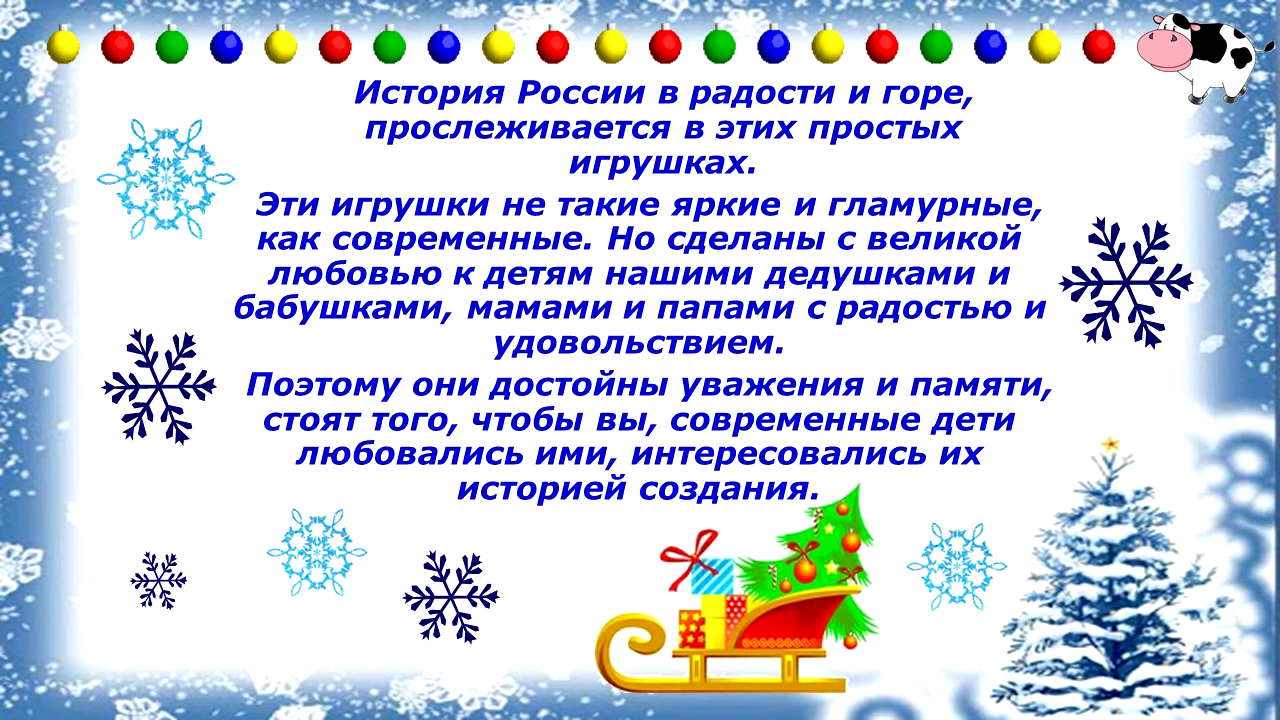 История России в радости и горе,
прослеживается в этих простых
игрушках.
Эти игрушки не такие яркие и гламурные,
как современные. Но сделаны с великой
любовью к детям нашими дедушками и
бабушками, мамами и папами с радостью и
удовольствием.
Поэтому они достойны уважения и памяти,
стоят того, чтобы вы, современные дети
любовались ими, интересовались их
историей создания.